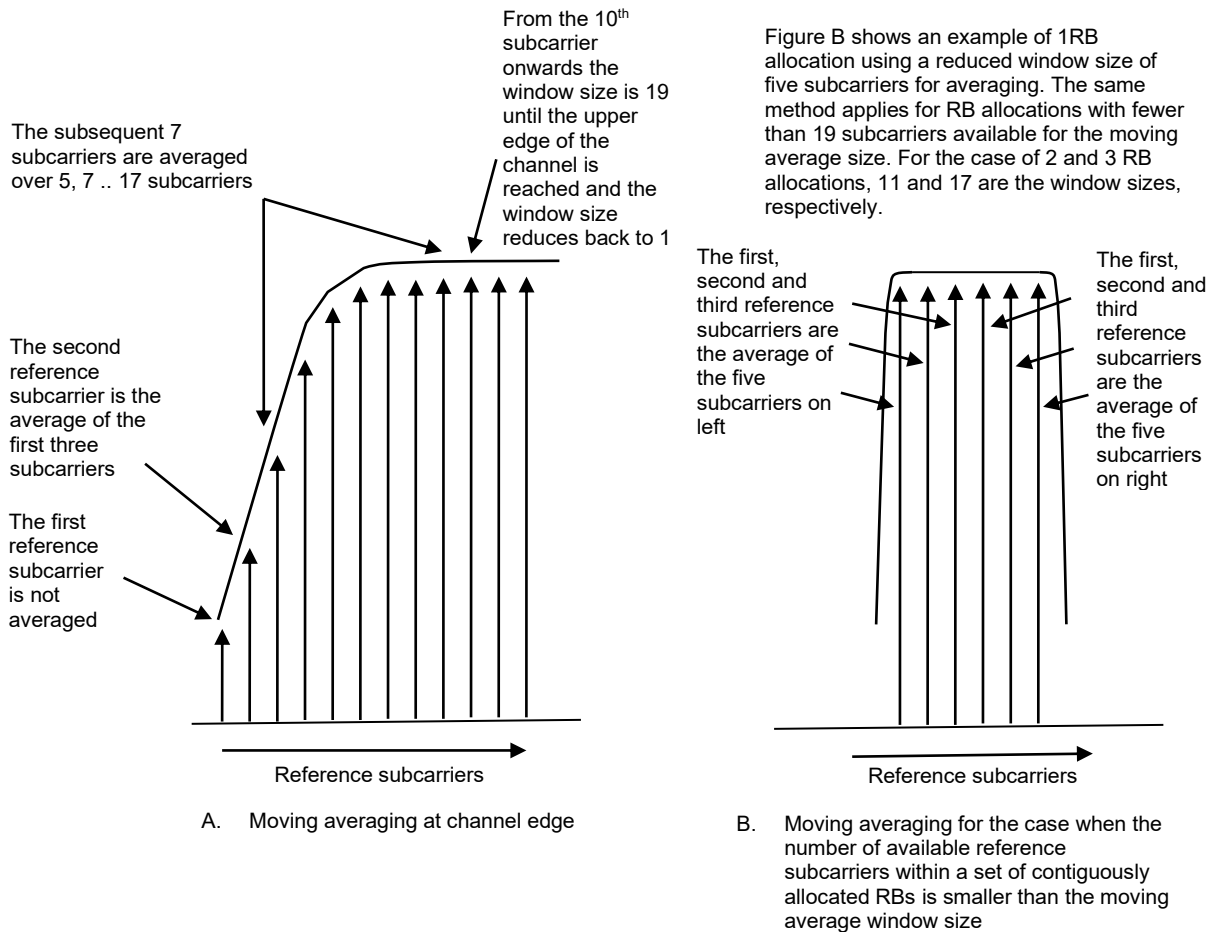 From the 10th
subcarrier
onwards the
window size is 19
until the upper
edge of the
channel is
reached and the
window size
reduces back to 1
The subsequent 7
subcarriers are averaged
over 5, 7 .. 17 subcarriers
The second
reference
subcarrier is the
average of the
first three
subcarriers
The first
reference
subcarrier
is not
averaged
Reference subcarriers
A. Moving averaging at channel edge
Figure B shows an example of 1RB
allocation using a reduced window size of
five subcarriers for averaging. The same
method applies for RB allocations with fewer
than 19 subcarriers available for the moving
average size. For the case of 2 and 3 RB
allocations, 11 and 17 are the window sizes,
respectively.
The first,
second and
third reference
subcarriers are
the average of
the five
subcarriers on
left
The first,
second and
third
reference
subcarriers
are the
average of
the five
subcarriers
on right
Reference subcarriers
B. Moving averaging for the case when the
number of available reference
subcarriers within a set of contiguously
allocated RBs is smaller than the moving
average window size